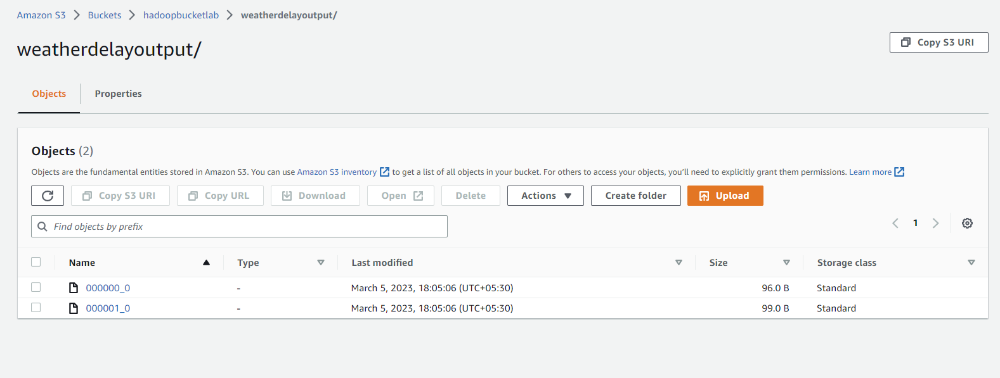 Amazon S3 > Buckets > hadoopbucketlab > weatherdelayoutput/
weatherdelayoutput/
Copy S3 URI
Objects Properties
Objects (2)
Objects are the fundamental entities stored in Amazon S3. You can use Amazon S3 inventory to get a list of all objects in your bucket. For others to access your objects, you'll need to explicitly grant them permissions. Learn more
Copy S3 URI Copy URL Download Open Delete Actions Create folder Upload
Find objects by prefix
< 1 >
Name Type Last modified Size Storage class
000000_0 - March 5, 2023, 18:05:06 (UTC+05:30) 96.0 B Standard
000001_0 - March 5, 2023, 18:05:06 (UTC+05:30) 99.0 B Standard